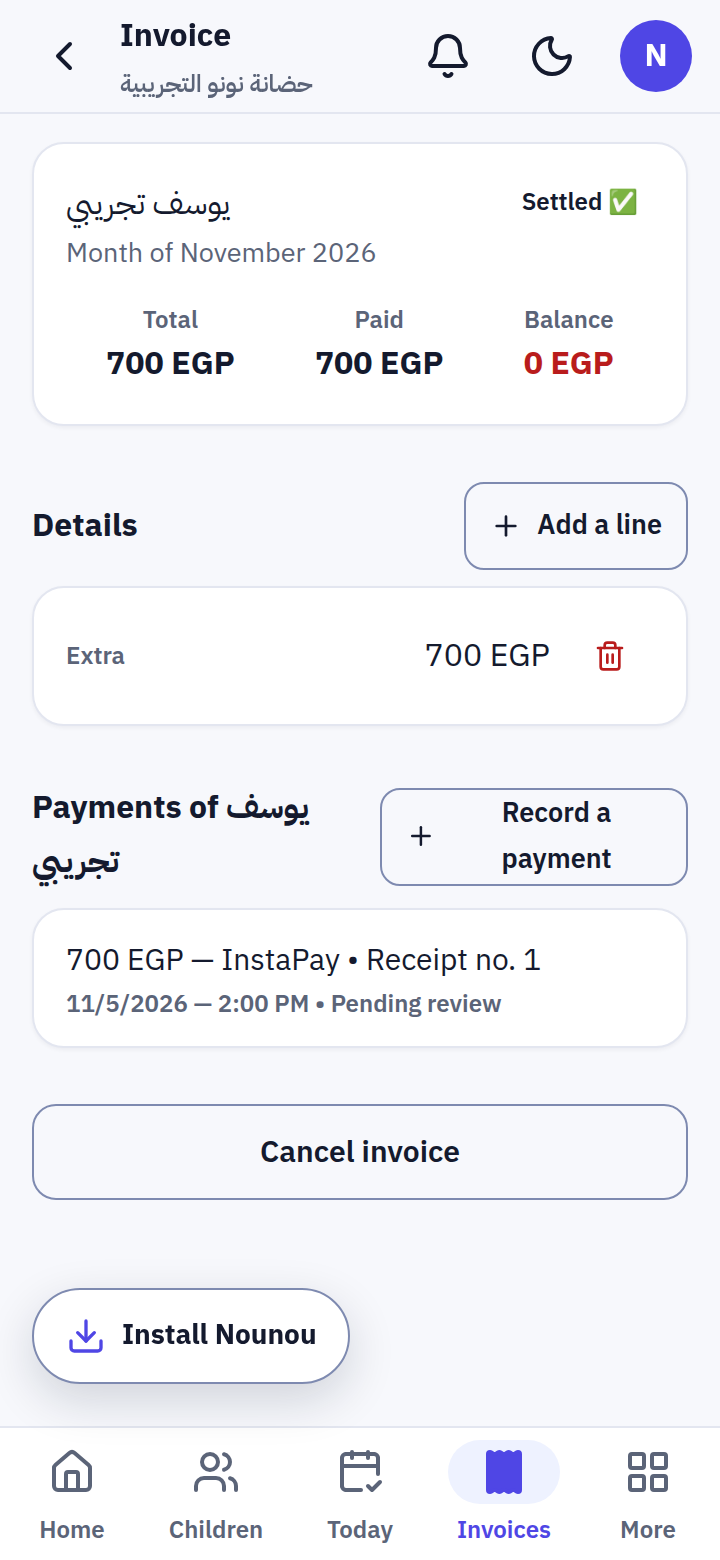 Invoice
حضانة نونو التجريبية
N
يوسف تجريبي
Settled ✅
Month of November 2026
Total Paid Balance
700 EGP 700 EGP 0 EGP
Details
+ Add a line
Extra 700 EGP
Payments of يوسف
تجريبي
+ Record a
payment
700 EGP — InstaPay • Receipt no. 1
11/5/2026 — 2:00 PM • Pending review
Cancel invoice
Install Nounou
Home Children Today Invoices More